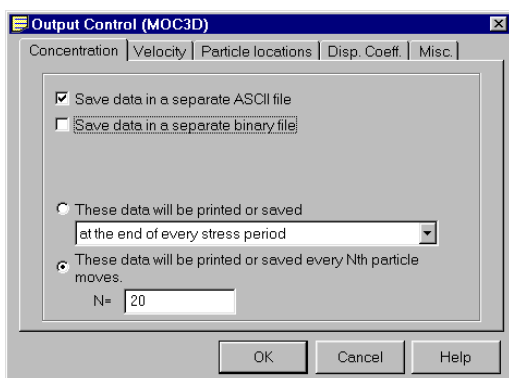 Output Control (MOC3D)
Concentration Velocity Particle locations Disp. Coeff. Misc.
Save data in a separate ASCII file
Save data in a separate binary file
These data will be printed or saved
at the end of every stress period
These data will be printed or saved every Nth particle
moves.
N= 20
OK Cancel Help